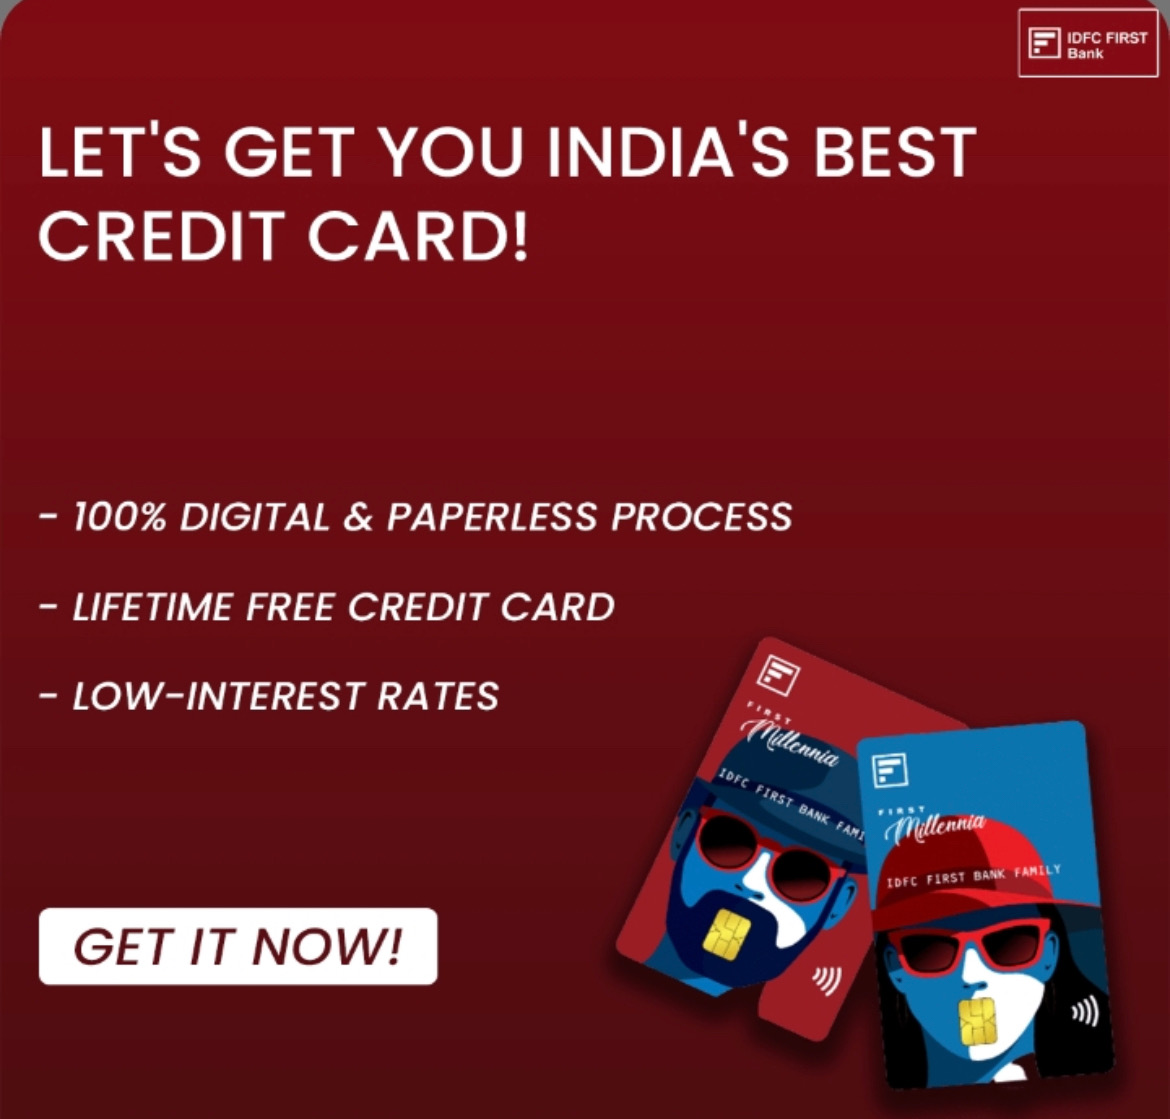 IDFC FIRST
Bank
LET'S GET YOU INDIA'S BEST
CREDIT CARD!
- 100% DIGITAL & PAPERLESS PROCESS
- LIFETIME FREE CREDIT CARD
- LOW-INTEREST RATES
GET IT NOW!
FIRST
Millennia
IDFC FIRST BANK FAMI
FIRST
Millennia
IDFC FIRST BANK FAMILY